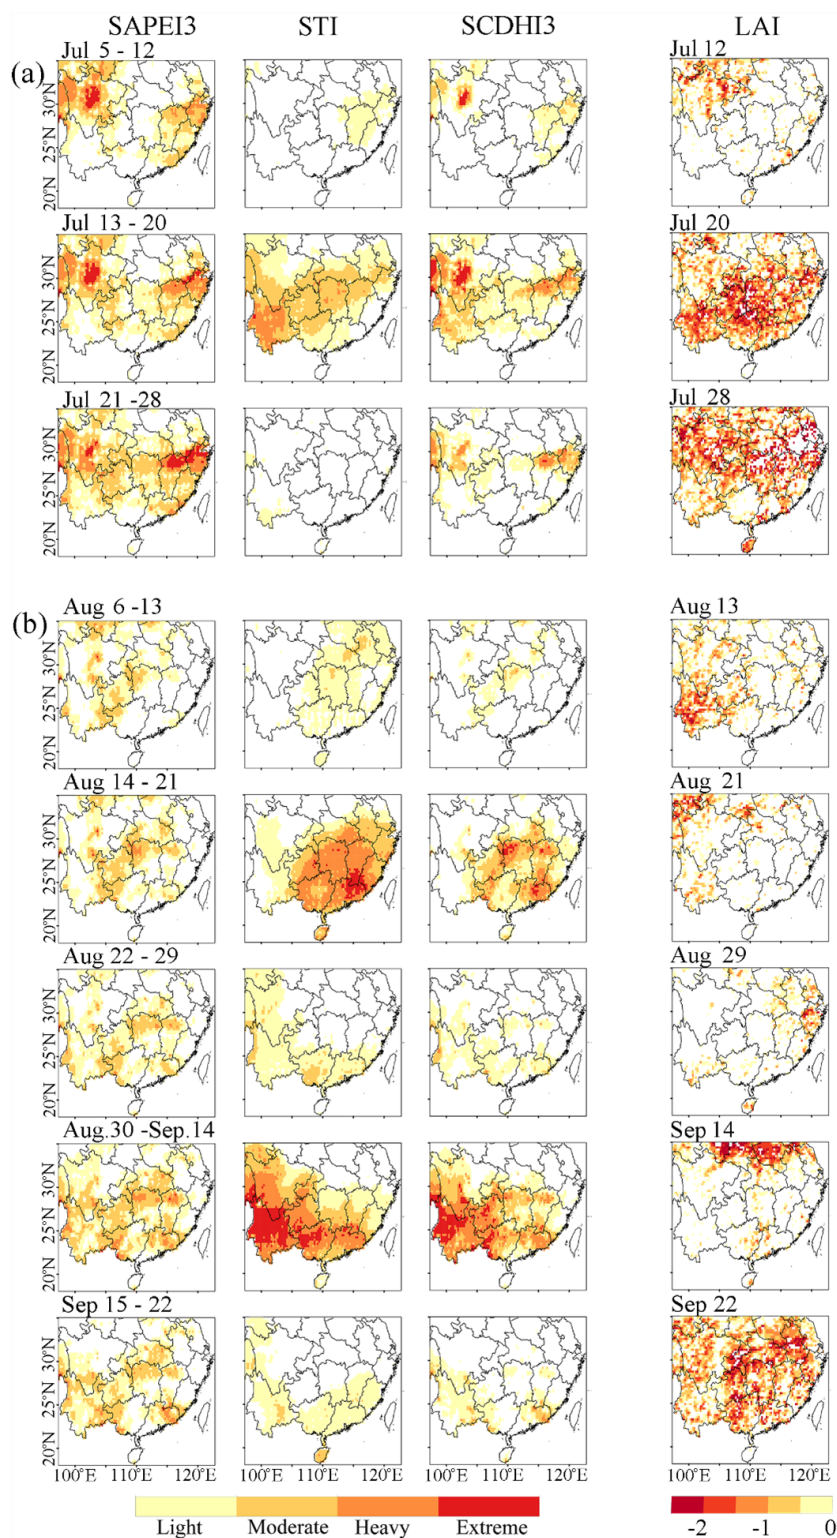 SAPEI3 STI SCDHI3 LAI
(a)
Jul 5 - 12 Jul 12
30°N
25°N
20°N
Jul 13 - 20 Jul 20
30°N
25°N
20°N
Jul 21 -28 Jul 28
30°N
25°N
20°N
(b)
Aug 6 -13 Aug 13
30°N
25°N
20°N
Aug 14 - 21 Aug 21
30°N
25°N
20°N
Aug 22 - 29 Aug 29
30°N
25°N
20°N
Aug.30 -Sep.14 Sep 14
30°N
25°N
20°N
Sep 15 - 22 Sep 22
30°N
25°N
20°N
100°E 110°E 120°E 100°E 110°E 120°E 100°E 110°E 120°E 100°E 110°E 120°E
Light Moderate Heavy Extreme -2 -1 0